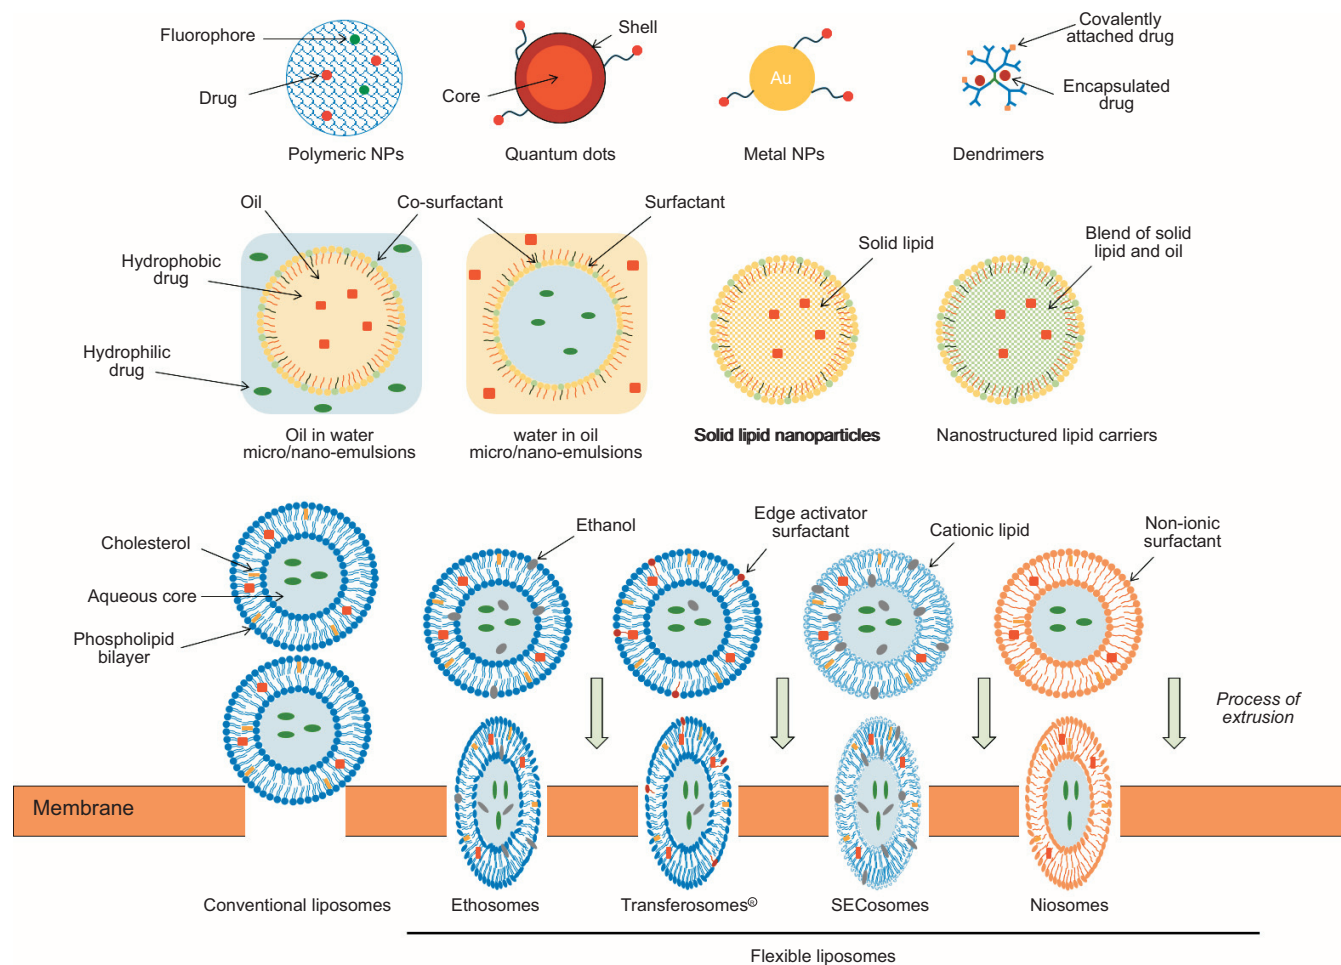 Fluorophore
Drug
Polymeric NPs
Shell
Core
Quantum dots
Au
Metal NPs
Covalently
attached drug
Encapsulated
drug
Dendrimers
Oil
Co-surfactant
Surfactant
Hydrophobic
drug
Hydrophilic
drug
Solid lipid
Blend of solid
lipid and oil
Oil in water
micro/nano-emulsions
water in oil
micro/nano-emulsions
Solid lipid nanoparticles
Nanostructured lipid carriers
Cholesterol
Aqueous core
Phospholipid
bilayer
Ethanol
Edge activator
surfactant
Cationic lipid
Non-ionic
surfactant
Process of
extrusion
Membrane
Conventional liposomes
Ethosomes
Transferosomes®
SECosomes
Niosomes
Flexible liposomes